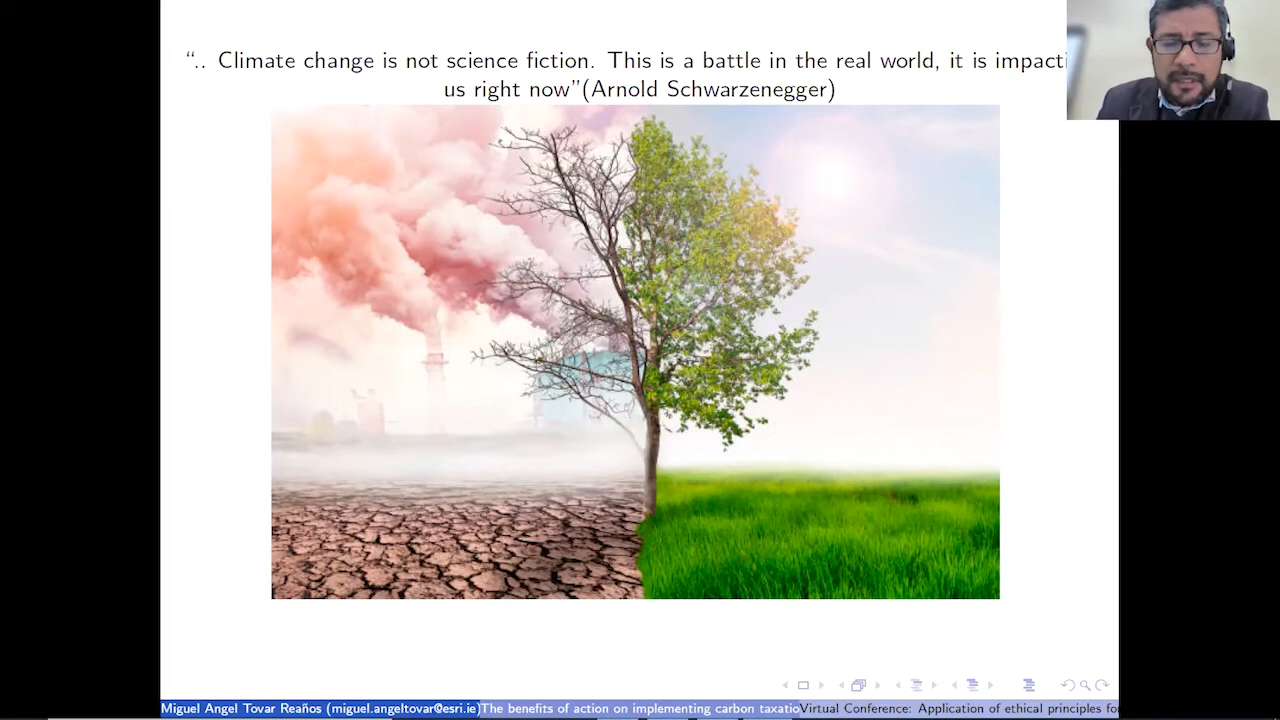 “.. Climate change is not science fiction. This is a battle in the real world, it is impacti
us right now”(Arnold Schwarzenegger)
Miguel Angel Tovar Reaños (miguel.angeltovar@esri.ie)
The benefits of action on implementing carbon taxatio
Virtual Conference: Application of ethical principles fo